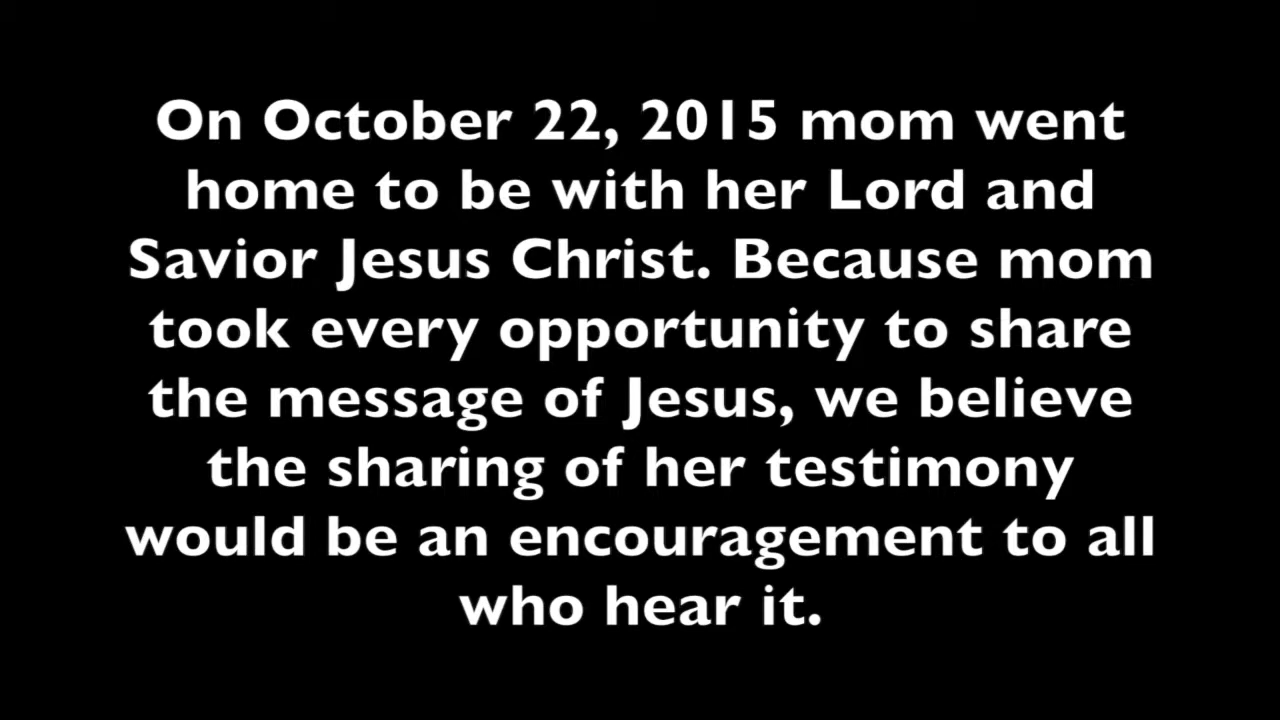 On October 22, 2015 mom went
home to be with her Lord and
Savior Jesus Christ. Because mom
took every opportunity to share
the message of Jesus, we believe
the sharing of her testimony
would be an encouragement to all
who hear it.